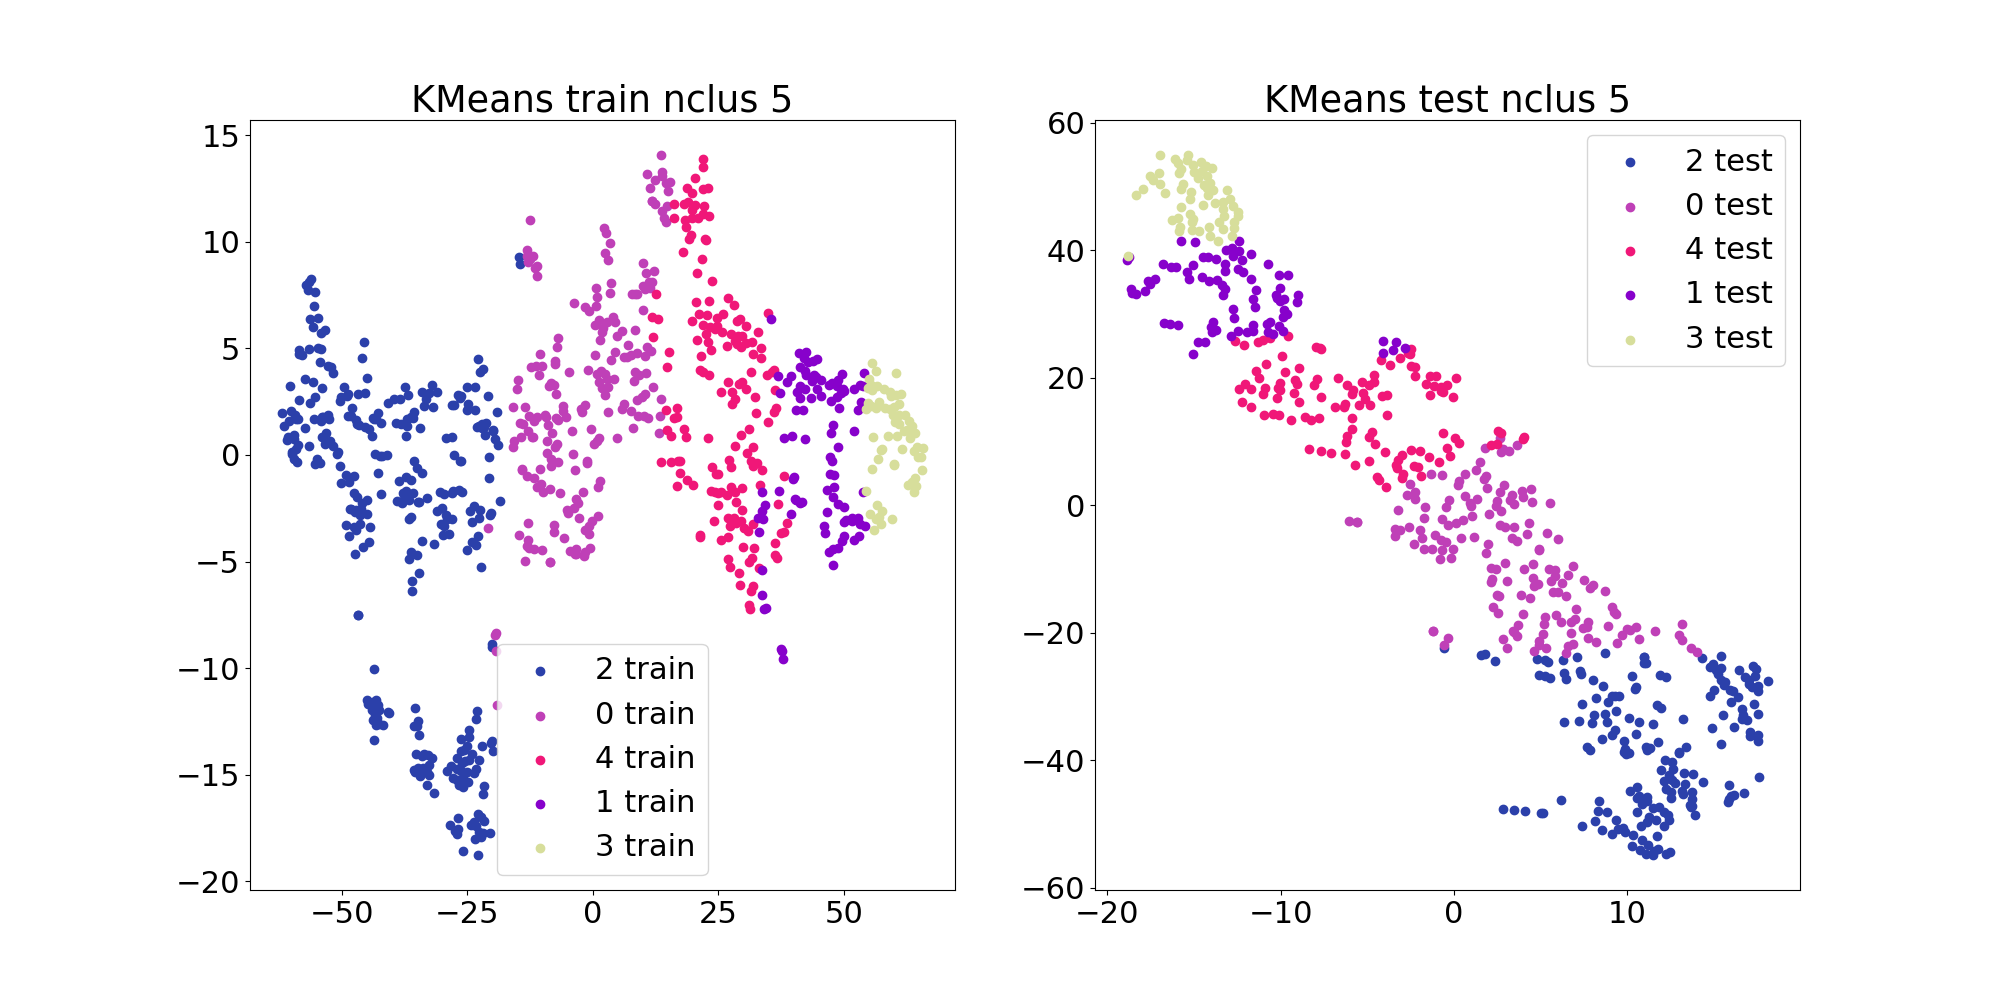 KMeans train nclus 5
15
10
5
0
−5
−10
−15
−20
−50
−25
0
25
50
2 train
0 train
4 train
1 train
3 train
KMeans test nclus 5
60
40
20
0
−20
−40
−60
−20
−10
0
10
2 test
0 test
4 test
1 test
3 test